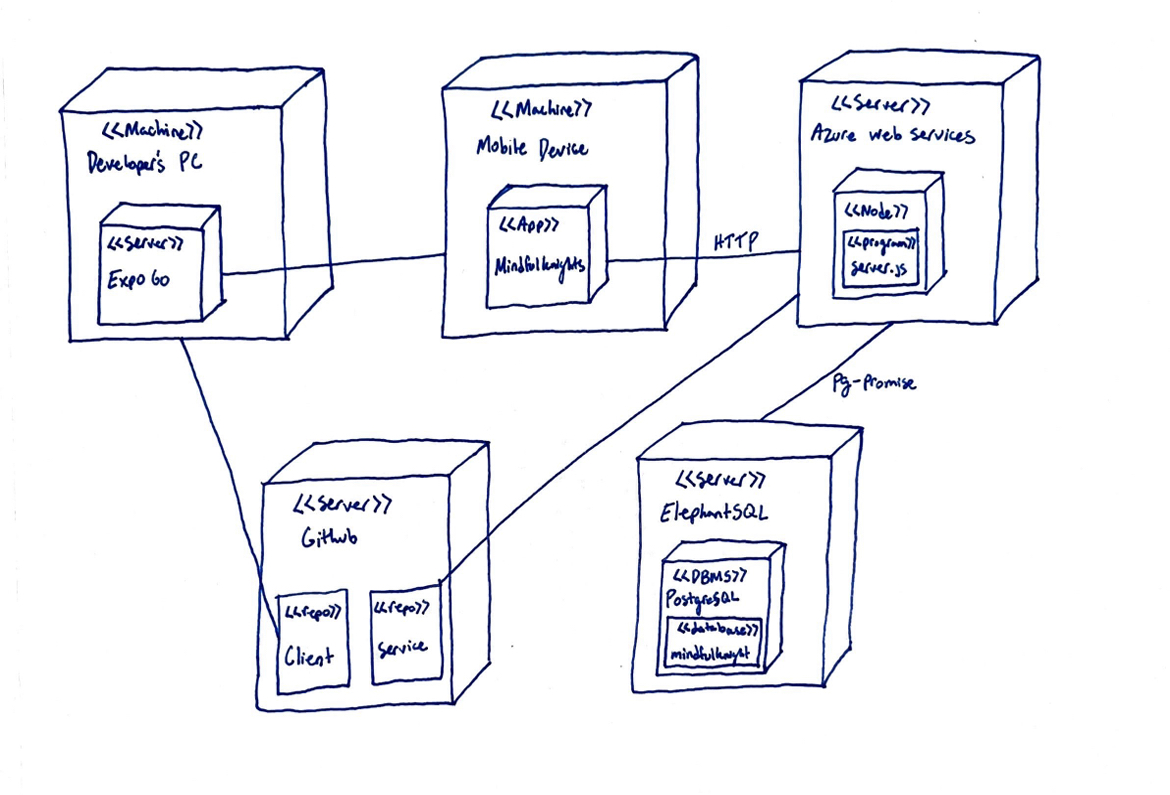 <<Machine>>
Developer's PC
<<Server>>
Expo Go
<<Machine>>
Mobile Device
<<App>>
Mindfulknights
HTTP
<<Server>>
Azure web services
<<Node>>
<<program>>
server.js
pg-promise
<<Server>>
Github
<<repo>>
Client
<<repo>>
Service
<<Server>>
ElephantSQL
<<DBMS>>
PostgreSQL
<<database>>
mindfulknight